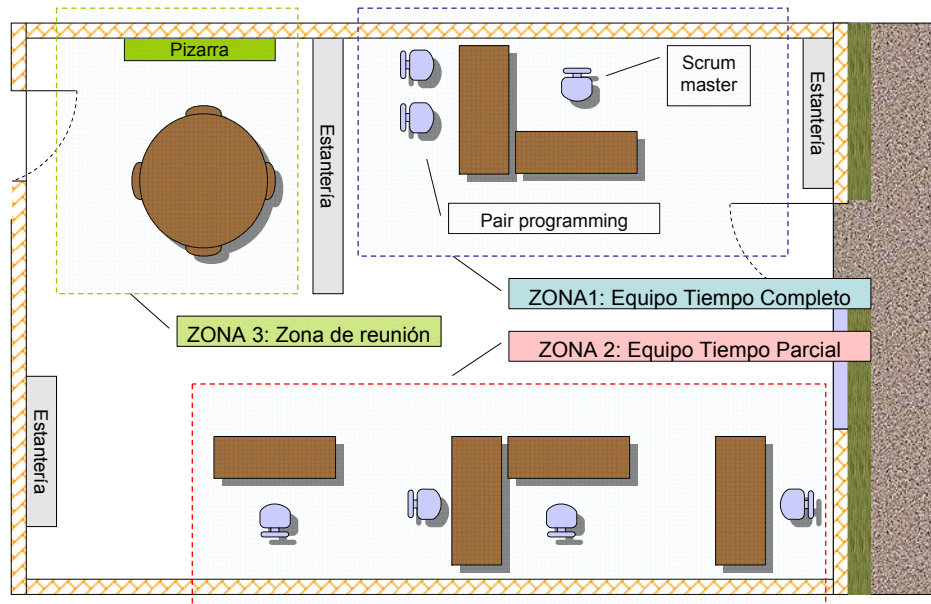 Pizarra
Scrum
master
Estantería
Estantería
Pair programming
ZONA1: Equipo Tiempo Completo
ZONA 3: Zona de reunión
ZONA 2: Equipo Tiempo Parcial
Estantería